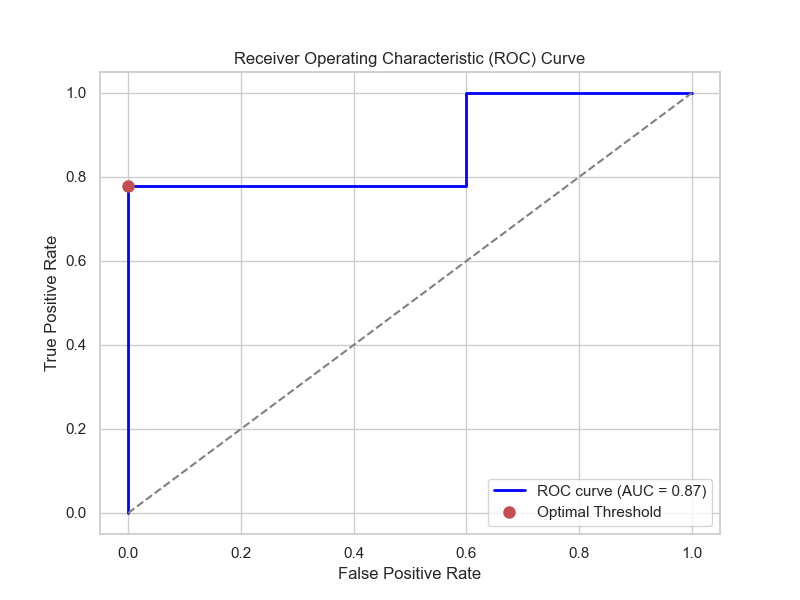 Receiver Operating Characteristic (ROC) Curve
True Positive Rate
1.0
0.8
0.6
0.4
0.2
0.0
0.0 0.2 0.4 0.6 0.8 1.0
False Positive Rate
ROC curve (AUC = 0.87)
Optimal Threshold